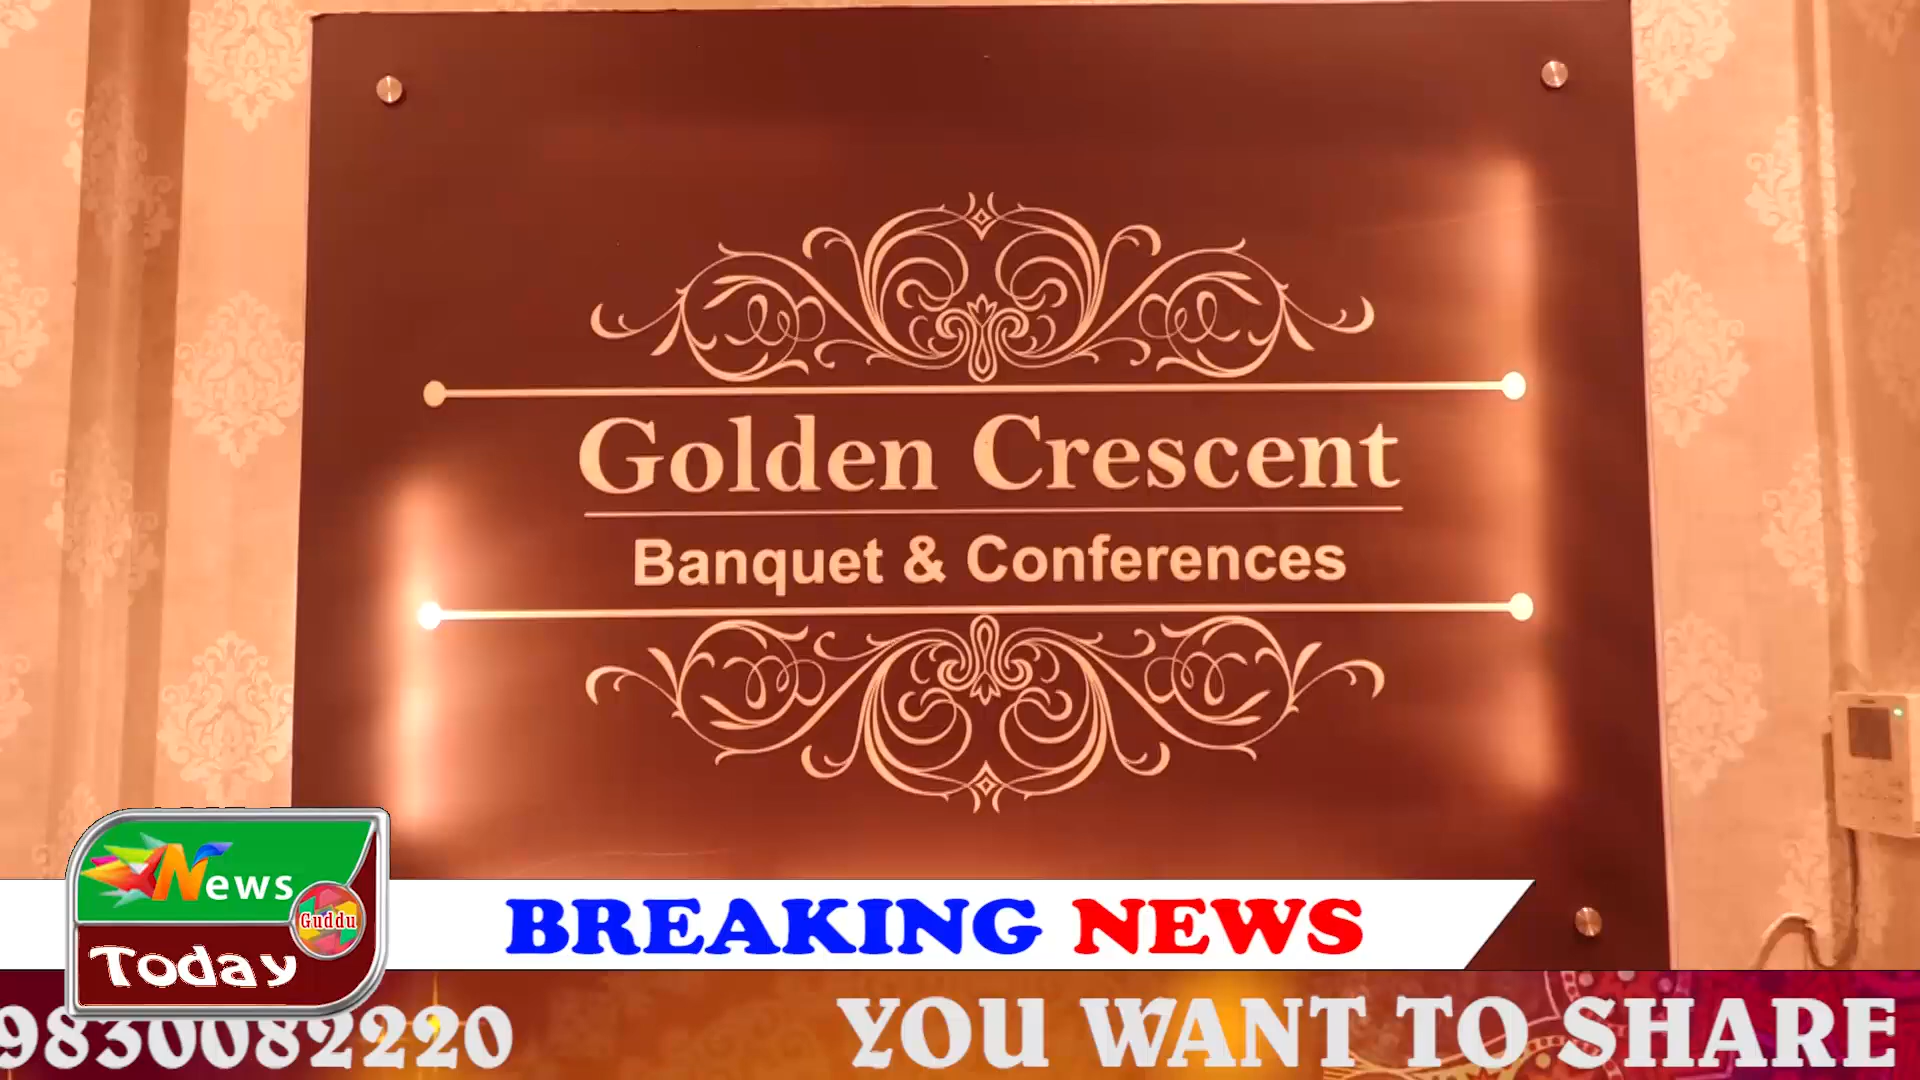 Golden Crescent
Banquet & Conferences
News
Guddu
Today
BREAKING NEWS
9830082220 YOU WANT TO SHARE